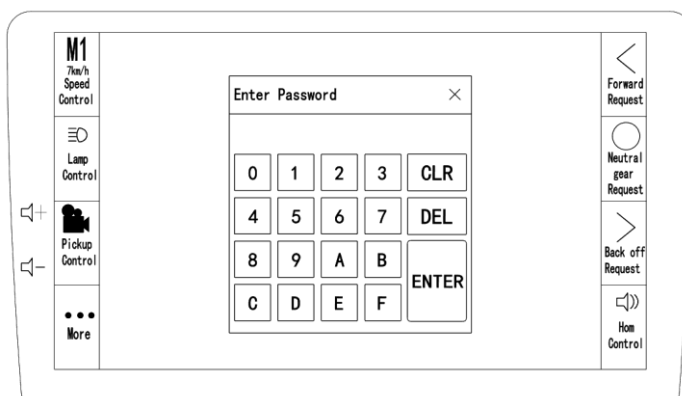 M1
7km/h
Speed
Control
Lamp
Control
Pickup
Control
More
Enter Password
0 1 2 3 CLR
4 5 6 7 DEL
8 9 A B
ENTER
C D E F
Forward
Request
Neutral
gear
Request
Back off
Request
Hom
Control